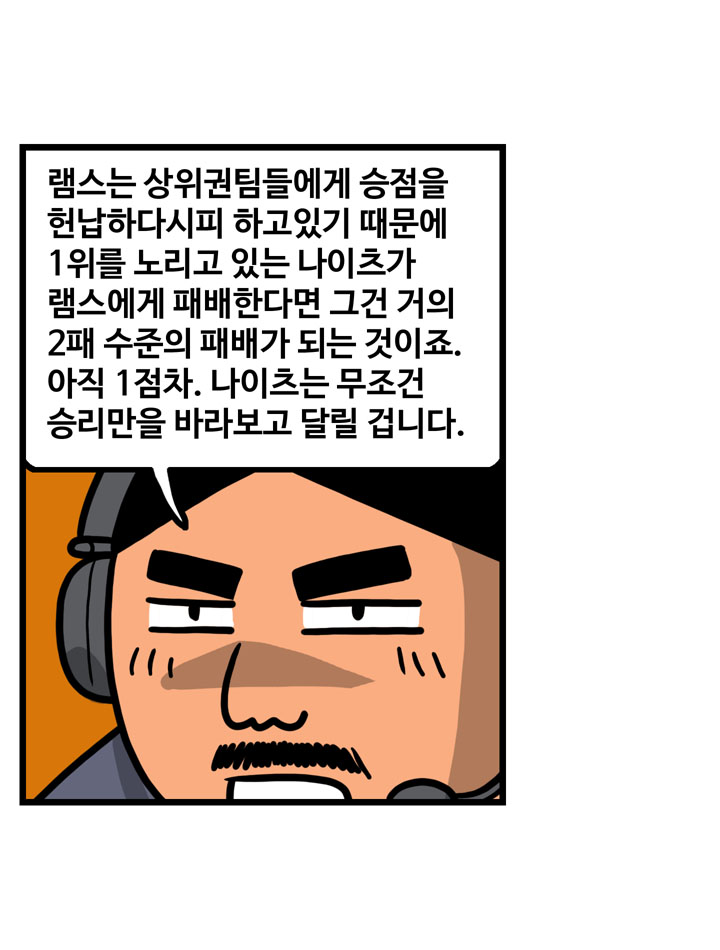 램스는 상위권팀들에게 승점을
헌납하다시피 하고있기 때문에
1위를 노리고 있는 나이츠가
램스에게 패배한다면 그건 거의
2패 수준의 패배가 되는 것이죠.
아직 1점차. 나이츠는 무조건
승리만을 바라보고 달릴 겁니다.